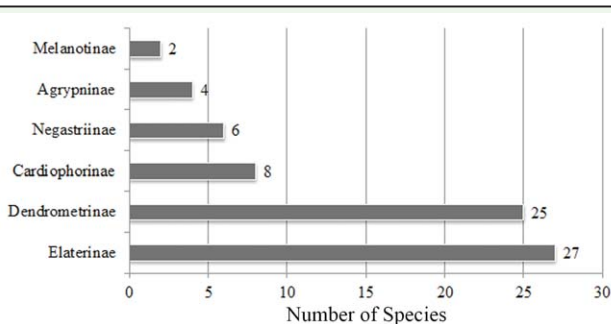 Melanotinae 2
Agrypninae 4
Negastriinae 6
Cardiophorinae 8
Dendrometrinae 25
Elaterinae 27
0 5 10 15 20 25 30
Number of Species